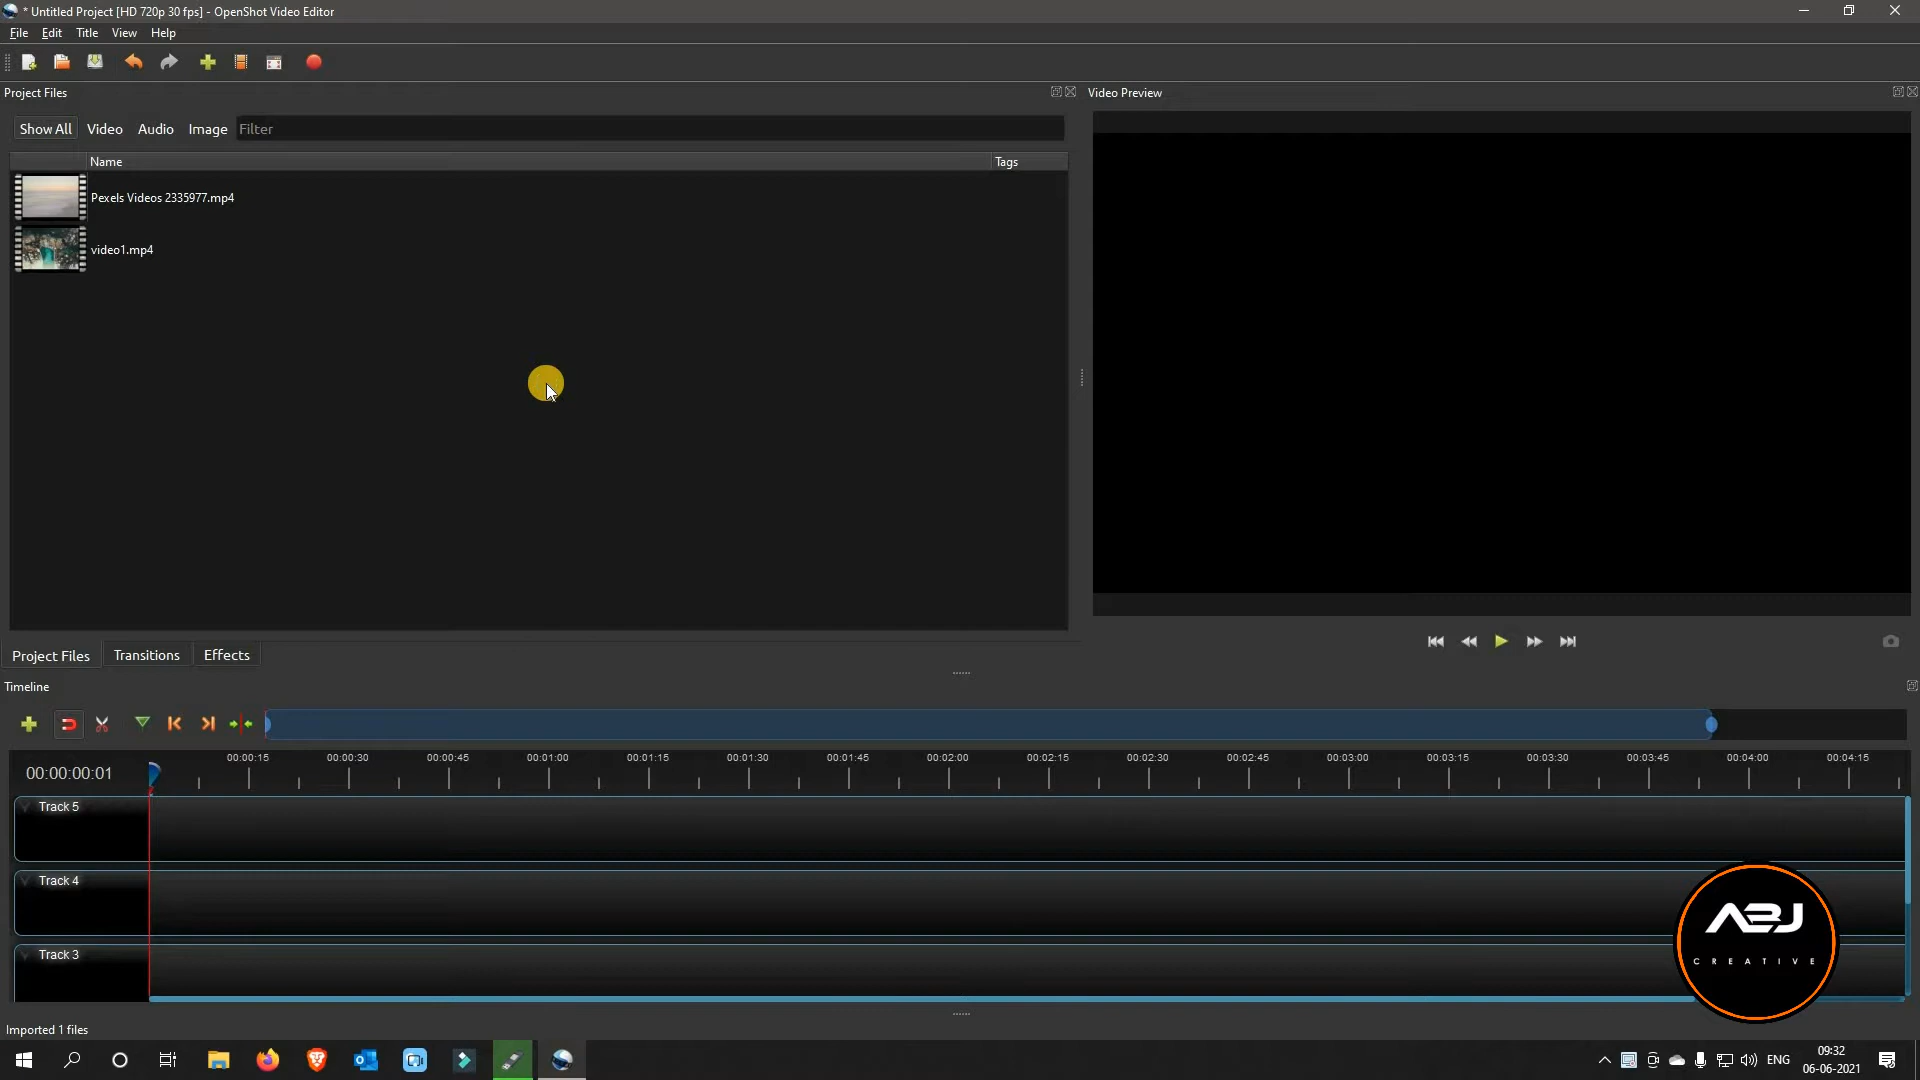 * Untitled Project [HD 720p 30 fps] - OpenShot Video Editor
File Edit Title View Help
Project Files
Video Preview
Show All Video Audio Image Filter
Name Tags
Pexels Videos 2335977.mp4
video1.mp4
Project Files Transitions Effects
Timeline
00:00:00:01
00:00:15 00:00:30 00:00:45 00:01:00 00:01:15 00:01:30 00:01:45 00:02:00 00:02:15 00:02:30 00:02:45 00:03:00 00:03:15 00:03:30 00:03:45 00:04:00 00:04:15
Track 5
Track 4
Track 3
ABJ
CREATIVE
Imported 1 files
ENG
09:32
06-06-2021